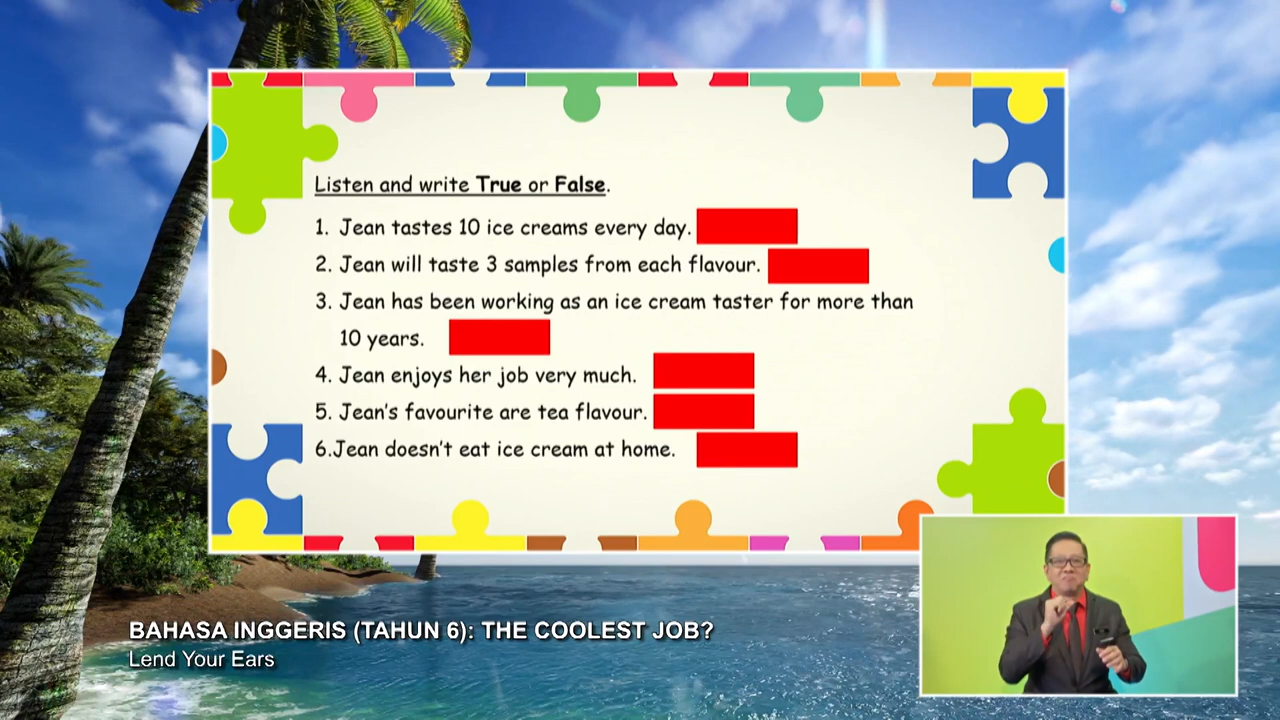 Listen and write True or False.
1. Jean tastes 10 ice creams every day.
2. Jean will taste 3 samples from each flavour.
3. Jean has been working as an ice cream taster for more than
10 years.
4. Jean enjoys her job very much.
5. Jean's favourite are tea flavour.
6.Jean doesn't eat ice cream at home.
BAHASA INGGERIS (TAHUN 6): THE COOLEST JOB?
Lend Your Ears